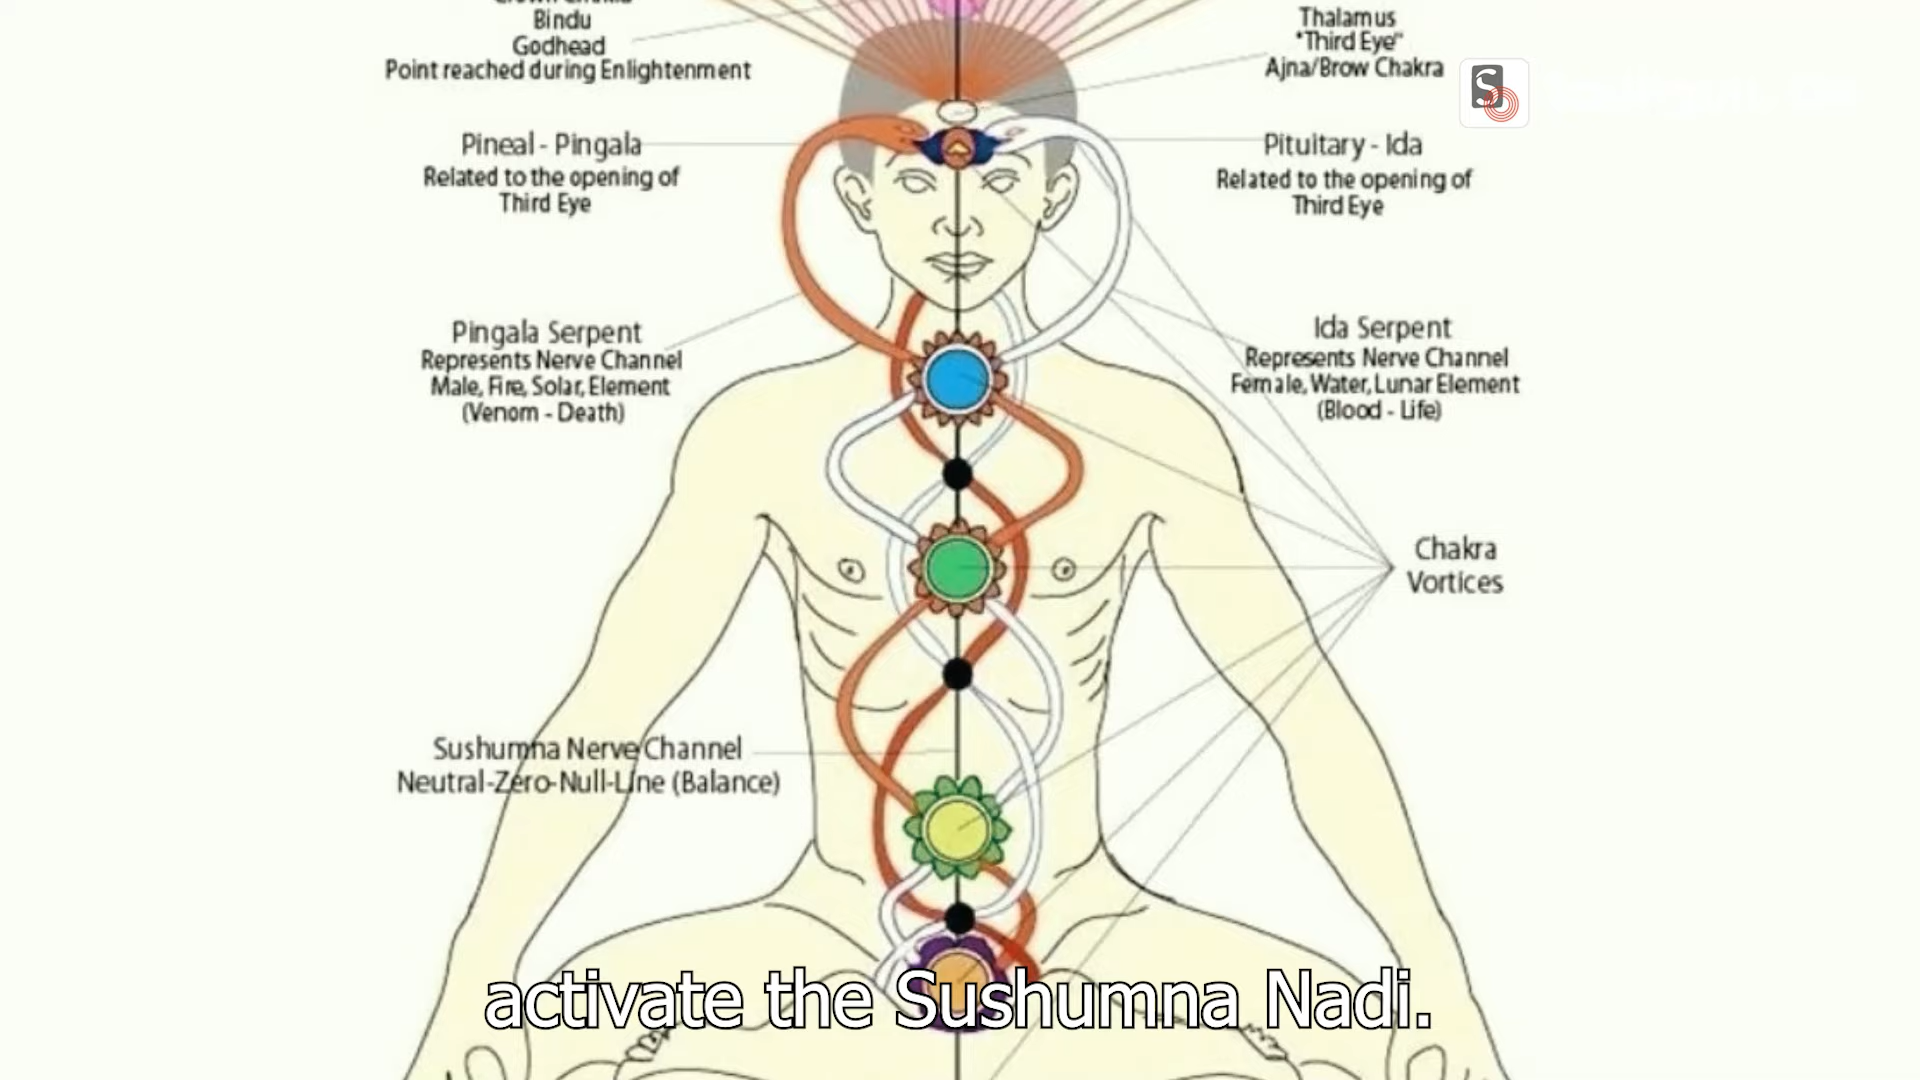 Crown Chakra
Bindu
Godhead
Point reached during Enlightenment
Thalamus
"Third Eye"
Ajna/Brow Chakra
S
Pineal - Pingala
Related to the opening of
Third Eye
Pituitary - Ida
Related to the opening of
Third Eye
Pingala Serpent
Represents Nerve Channel
Male, Fire, Solar, Element
(Venom - Death)
Ida Serpent
Represents Nerve Channel
Female, Water, Lunar Element
(Blood - Life)
Chakra
Vortices
Sushumna Nerve Channel
Neutral-Zero-Null-Line (Balance)
activate the Sushumna Nadi.